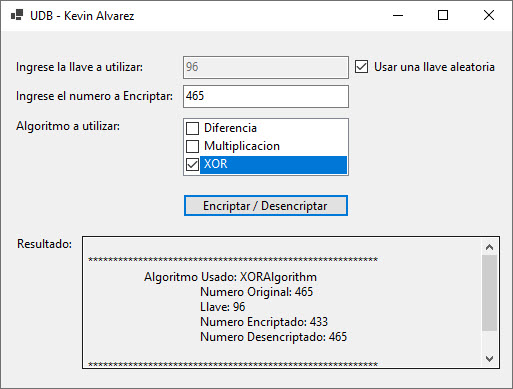 UDB - Kevin Alvarez
Ingrese la llave a utilizar: 96 Usar una llave aleatoria
Ingrese el numero a Encriptar: 465
Algoritmo a utilizar: Diferencia
Multiplicacion
XOR
Encriptar / Desencriptar
Resultado:
**********************************************************
Algoritmo Usado: XORAlgorithm
Numero Original: 465
Llave: 96
Numero Encriptado: 433
Numero Desencriptado: 465
**********************************************************